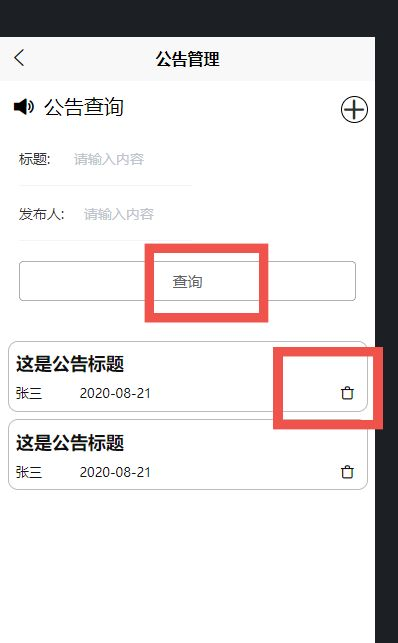 公告管理
公告查询
标题: 请输入内容
发布人: 请输入内容
查询
这是公告标题
张三 2020-08-21
这是公告标题
张三 2020-08-21